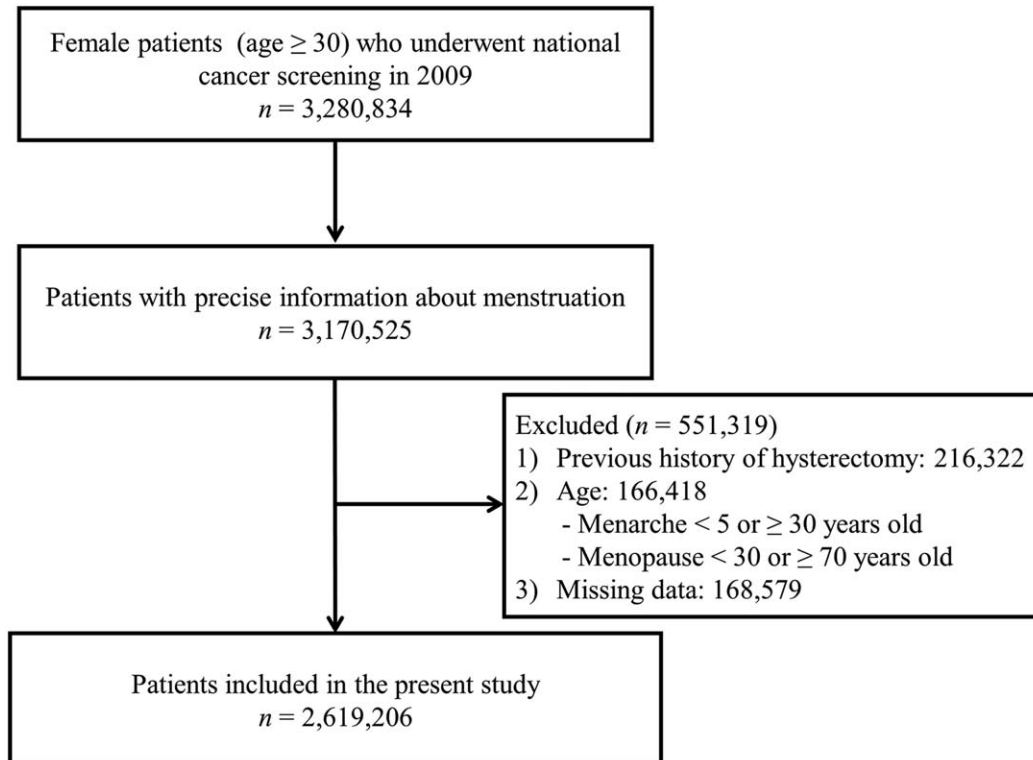 Female patients (age ≥ 30) who underwent national
cancer screening in 2009
n = 3,280,834
Patients with precise information about menstruation
n = 3,170,525
Excluded (n = 551,319)
1) Previous history of hysterectomy: 216,322
2) Age: 166,418
- Menarche < 5 or ≥ 30 years old
- Menopause < 30 or ≥ 70 years old
3) Missing data: 168,579
Patients included in the present study
n = 2,619,206